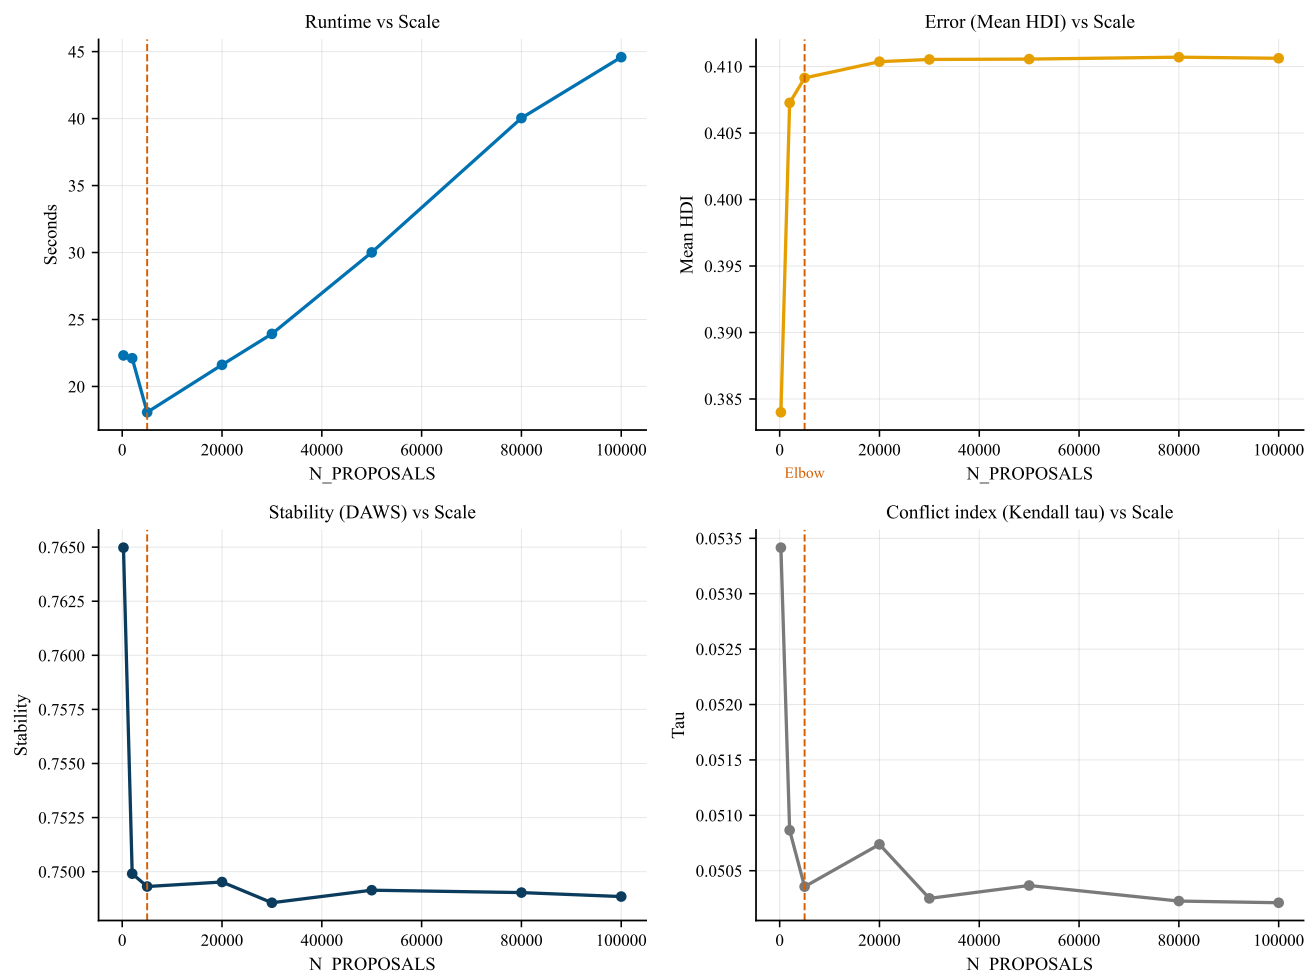 Runtime vs Scale
45
40
35
30
25
20
Seconds
0 20000 40000 60000 80000 100000
N_PROPOSALS
Error (Mean HDI) vs Scale
0.410
0.405
0.400
0.395
0.390
0.385
Mean HDI
0 20000 40000 60000 80000 100000
Elbow
N_PROPOSALS
Stability (DAWS) vs Scale
0.7650
0.7625
0.7600
0.7575
0.7550
0.7525
0.7500
Stability
0 20000 40000 60000 80000 100000
N_PROPOSALS
Conflict index (Kendall tau) vs Scale
0.0535
0.0530
0.0525
0.0520
0.0515
0.0510
0.0505
Tau
0 20000 40000 60000 80000 100000
N_PROPOSALS